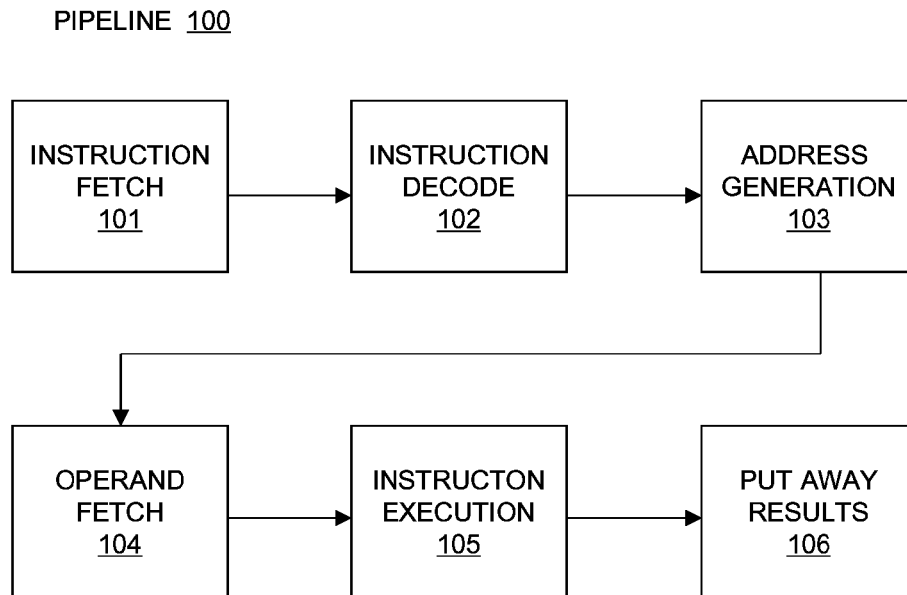 PIPELINE 100
INSTRUCTION
FETCH
101
INSTRUCTION
DECODE
102
ADDRESS
GENERATION
103
OPERAND
FETCH
104
INSTRUCTON
EXECUTION
105
PUT AWAY
RESULTS
106